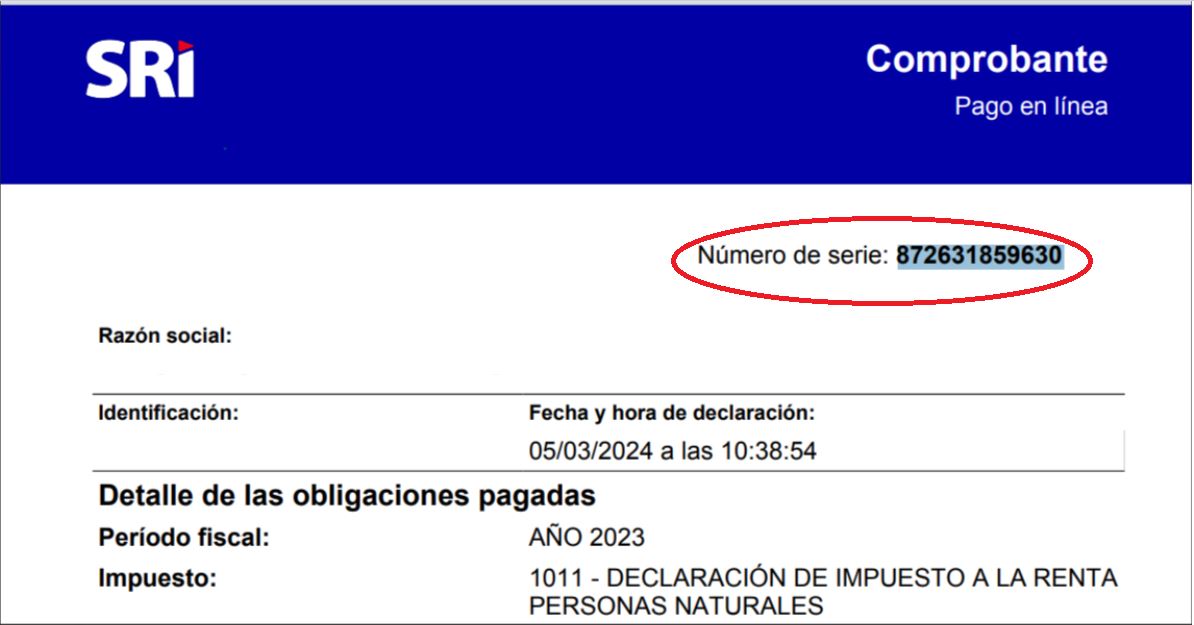 SRi
Comprobante
Pago en línea
Número de serie: 872631859630
Razón social:
Identificación:
Fecha y hora de declaración:
05/03/2024 a las 10:38:54
Detalle de las obligaciones pagadas
Período fiscal: AÑO 2023
Impuesto: 1011 - DECLARACIÓN DE IMPUESTO A LA RENTA
PERSONAS NATURALES